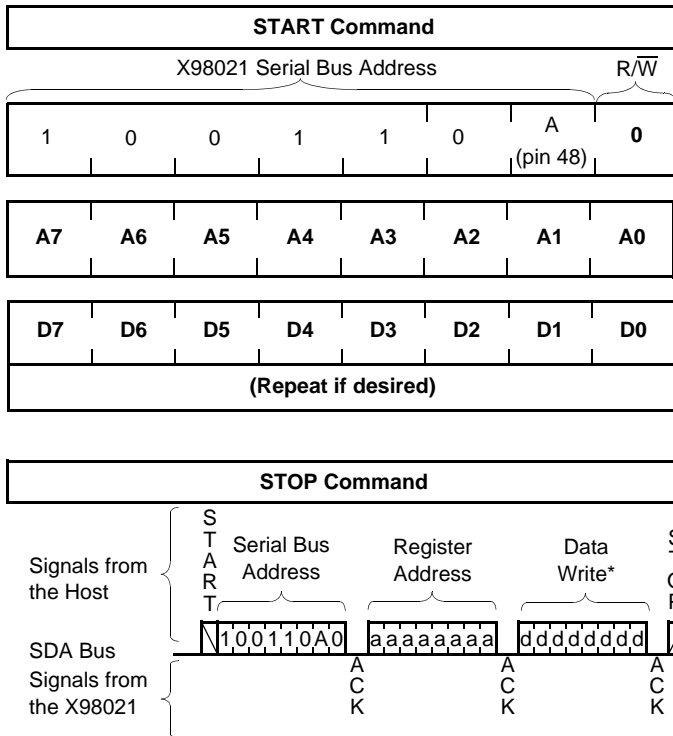 START Command
X98021 Serial Bus Address R/W
1 0 0 1 1 0 A (pin 48) 0
A7 A6 A5 A4 A3 A2 A1 A0
D7 D6 D5 D4 D3 D2 D1 D0
(Repeat if desired)
STOP Command
Signals from
the Host
START
Serial Bus
Address
Register
Address
Data
Write*
SDA Bus
100110A0 aaaaaaaa dddddddd
Signals from
the X98021
ACK ACK ACK